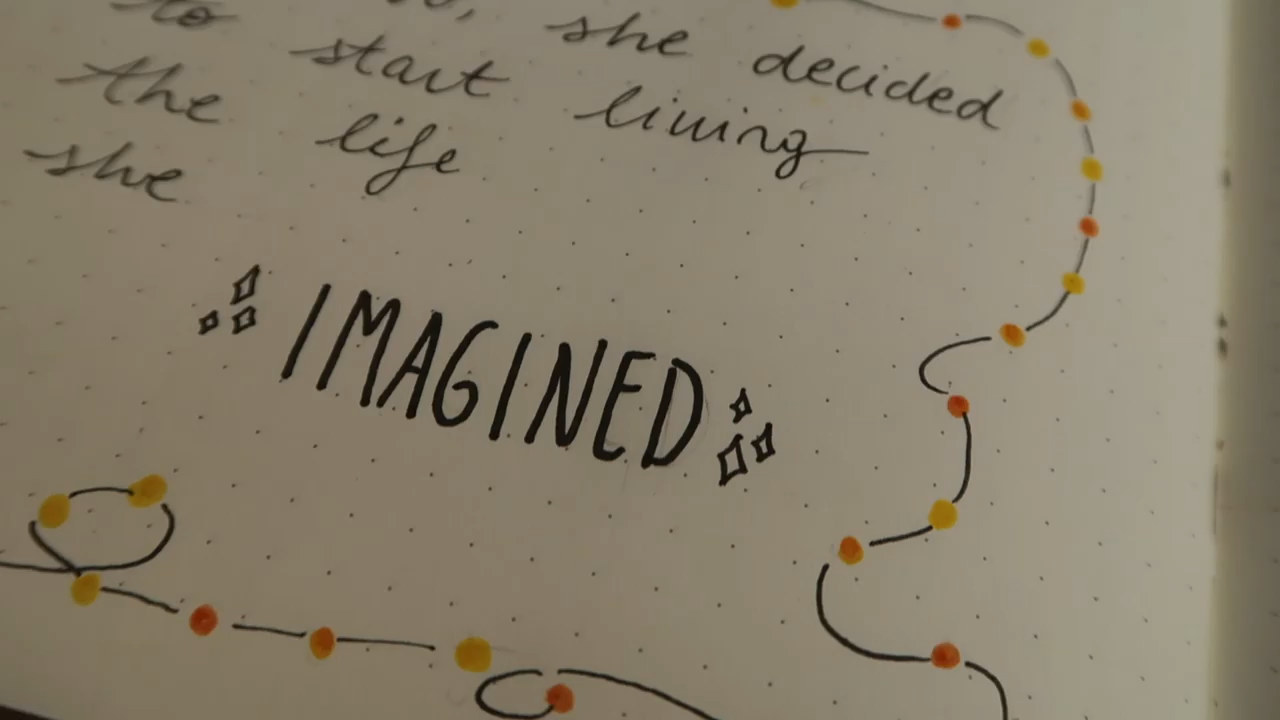 she decided
to start living
the life
she
IMAGINED